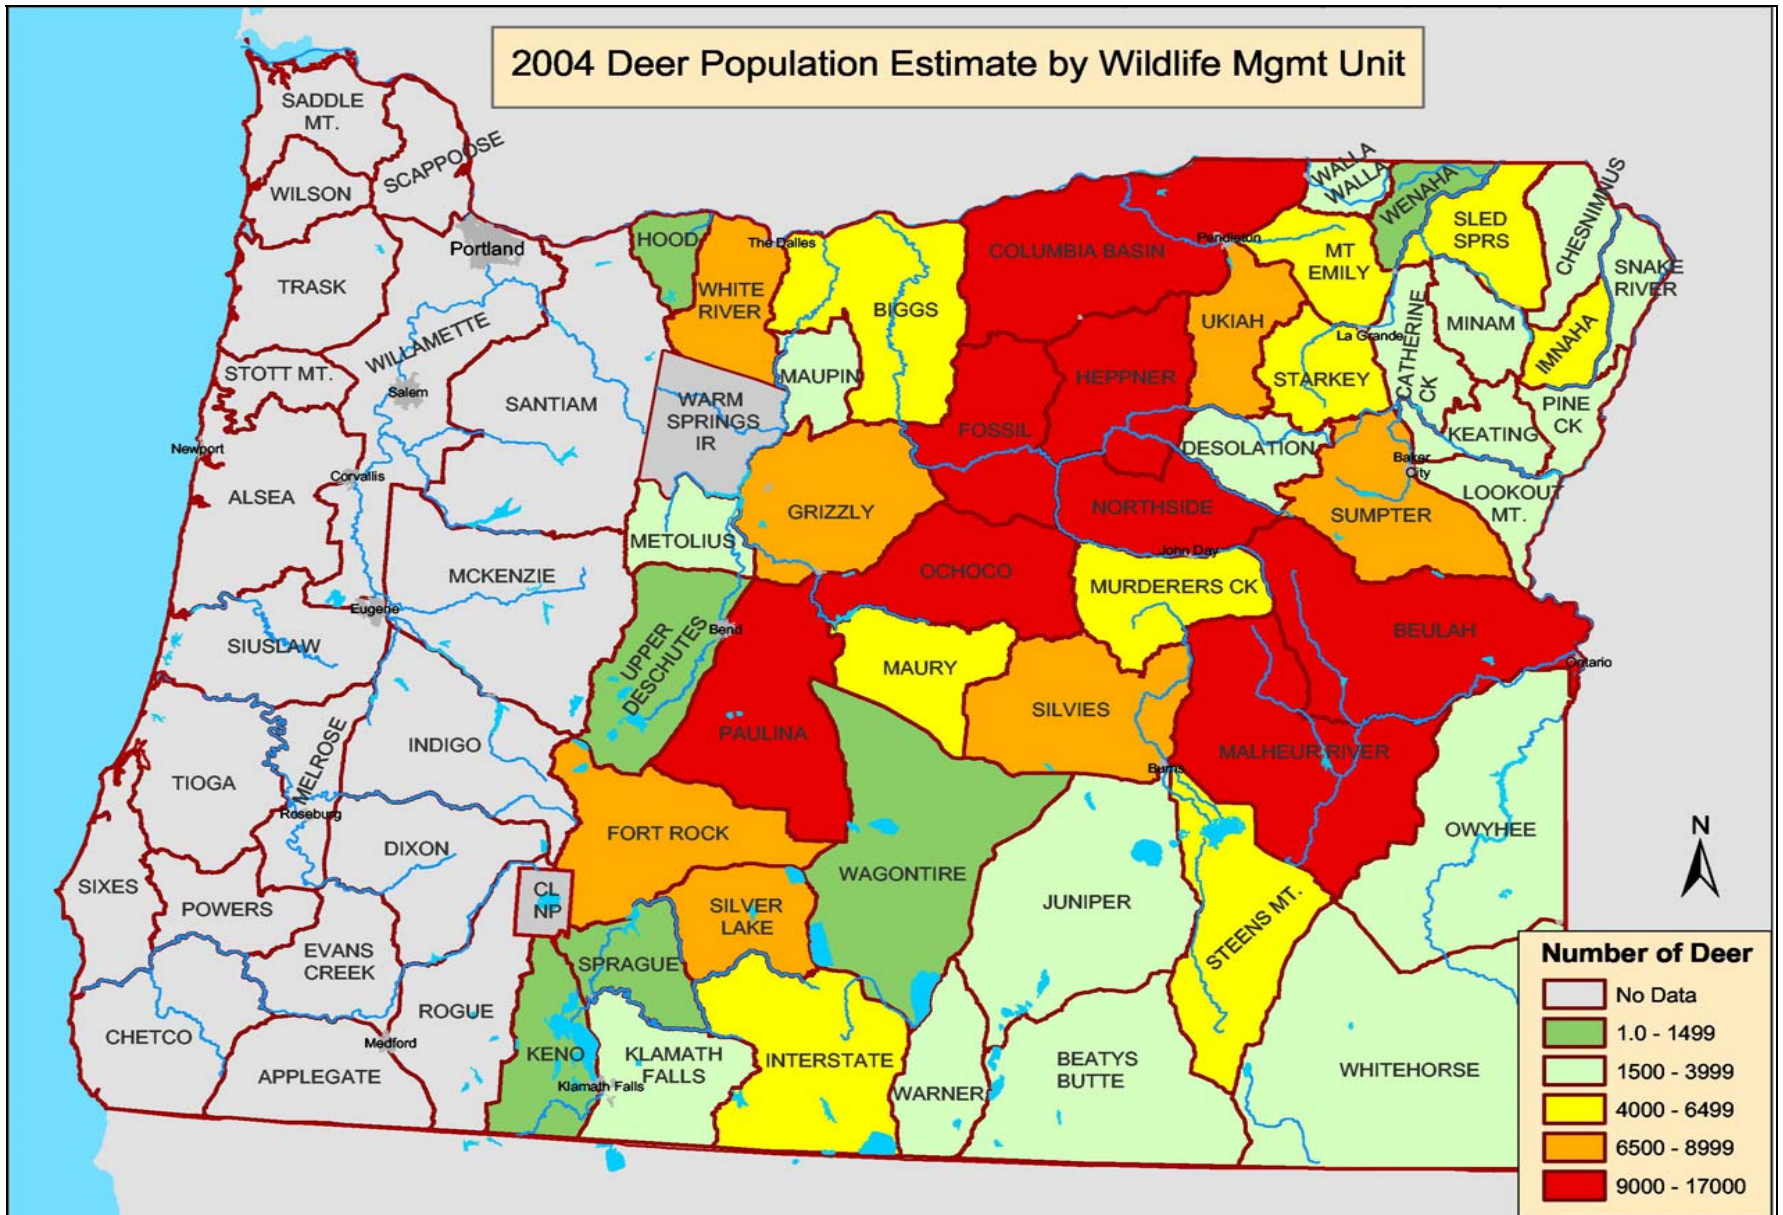 2004 Deer Population Estimate by Wildlife Mgmt Unit
SADDLE
MT.
SCAPPOOSE
WILSON
TRASK
Portland
WILLAMETTE
STOTT MT.
Salem
SANTIAM
Newport
Corvallis
ALSEA
MCKENZIE
Eugene
SIUSLAW
INDIGO
MELROSE
TIOGA
Roseburg
DIXON
SIXES
POWERS
CL
NP
EVANS
CREEK
ROGUE
CHETCO
Medford
APPLEGATE
HOOD
The Dalles
WHITE
RIVER
BIGGS
MAUPIN
WARM
SPRINGS
IR
METOLIUS
GRIZZLY
COLUMBIA BASIN
Pendleton
WALLA
WALLA
WENAHA
SLED
SPRS
CHESNIMNUS
SNAKE
RIVER
MT
EMILY
UKIAH
La Grande
MINAM
IMNAHA
HEPPNER
STARKEY
CATHERINE
CK
PINE
CK
FOSSIL
DESOLATION
KEATING
Baker
City
LOOKOUT
MT.
NORTHSIDE
SUMPTER
John Day
OCHOCO
MURDERERS CK
BEULAH
Ontario
UPPER
DESCHUTES
Bend
MAURY
SILVIES
PAULINA
MALHEUR RIVER
Burns
FORT ROCK
WAGONTIRE
OWYHEE
JUNIPER
SILVER
LAKE
STEENS MT.
SPRAGUE
KENO
KLAMATH
FALLS
Klamath Falls
INTERSTATE
WARNER
BEATYS
BUTTE
WHITEHORSE
N
Number of Deer
No Data
1.0 - 1499
1500 - 3999
4000 - 6499
6500 - 8999
9000 - 17000